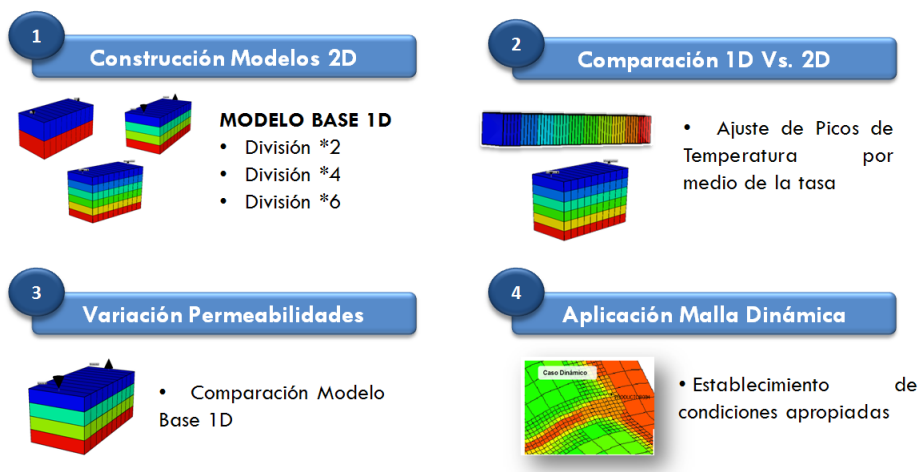 1
Construcción Modelos 2D
MODELO BASE 1D
• División *2
• División *4
• División *6
2
Comparación 1D Vs. 2D
• Ajuste de Picos de
Temperatura por
medio de la tasa
3
Variación Permeabilidades
• Comparación Modelo
Base 1D
4
Aplicación Malla Dinámica
Caso Dinámico
• Establecimiento de
condiciones apropiadas